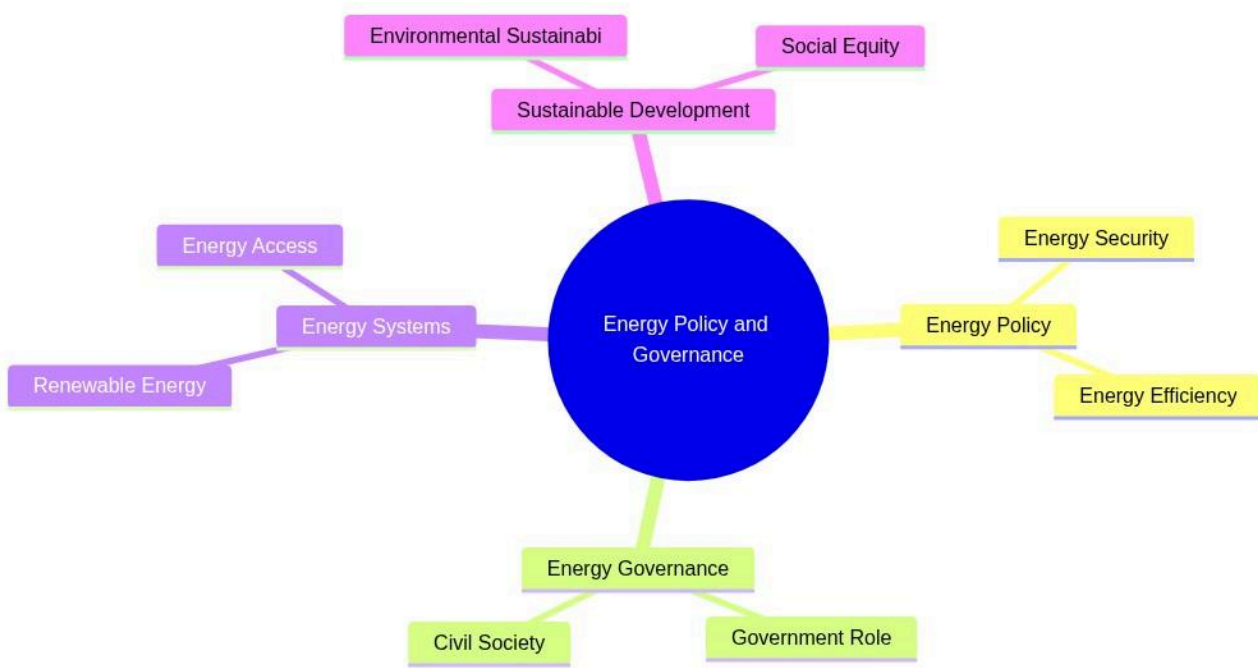 Environmental Sustainabi
Social Equity
Sustainable Development
Energy Access
Energy Security
Energy Systems
Energy Policy and
Governance
Energy Policy
Renewable Energy
Energy Efficiency
Energy Governance
Civil Society
Government Role